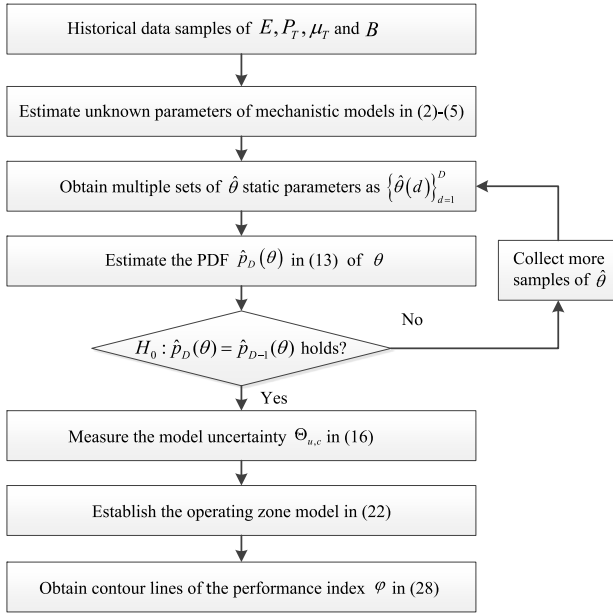 Historical data samples of E, P_T, μ_T and B
Estimate unknown parameters of mechanistic models in (2)-(5)
Obtain multiple sets of θ̂ static parameters as {θ̂(d)}_{d=1}^{D}
Estimate the PDF p̂_D(θ) in (13) of θ
Collect more
samples of θ̂
No
H_0 : p̂_D(θ) = p̂_{D-1}(θ) holds?
Yes
Measure the model uncertainty Θ_{u,c} in (16)
Establish the operating zone model in (22)
Obtain contour lines of the performance index φ in (28)